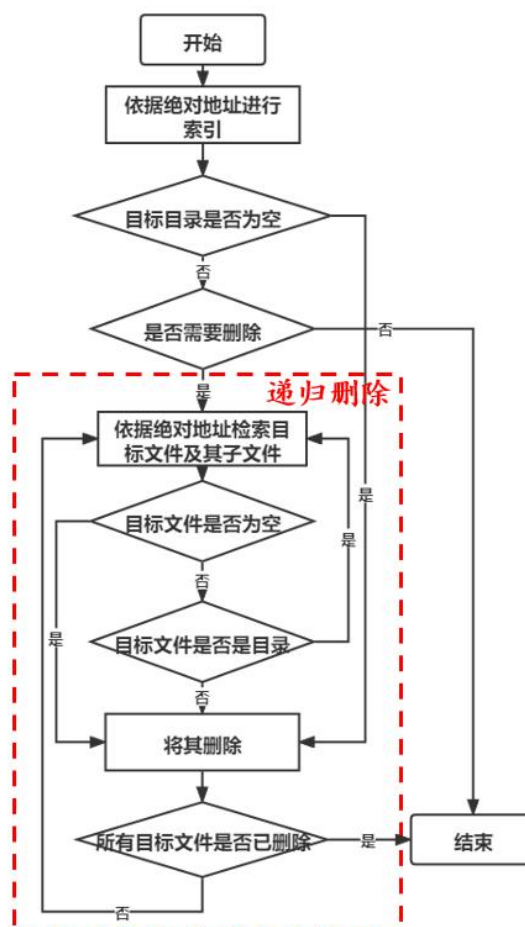 开始
依据绝对地址进行
索引
目标目录是否为空
否
是否需要删除
否
是
递归删除
依据绝对地址检索目
标文件及其子文件
是
目标文件是否为空
是
否
是
目标文件是否是目录
否
将其删除
所有目标文件是否已删除
是
结束
否